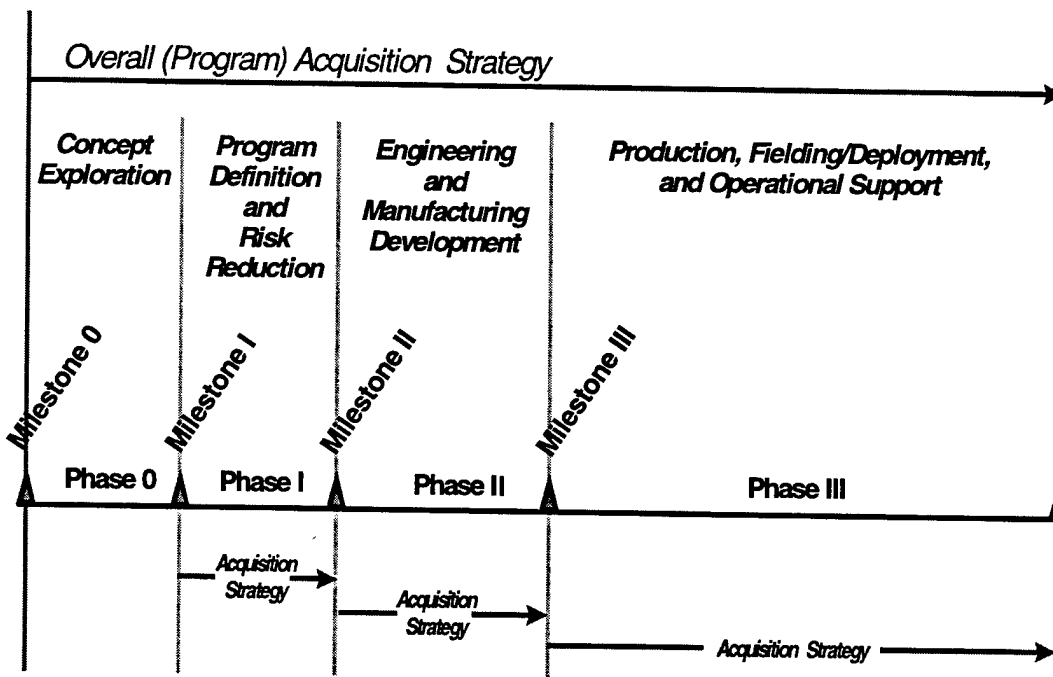 Overall (Program) Acquisition Strategy
Concept
Exploration
Program
Definition
and
Risk
Reduction
Engineering
and
Manufacturing
Development
Production, Fielding/Deployment,
and Operational Support
Milestone 0
Milestone I
Milestone II
Milestone III
Phase 0
Phase I
Phase II
Phase III
Acquisition
Strategy
Acquisition
Strategy
Acquisition Strategy